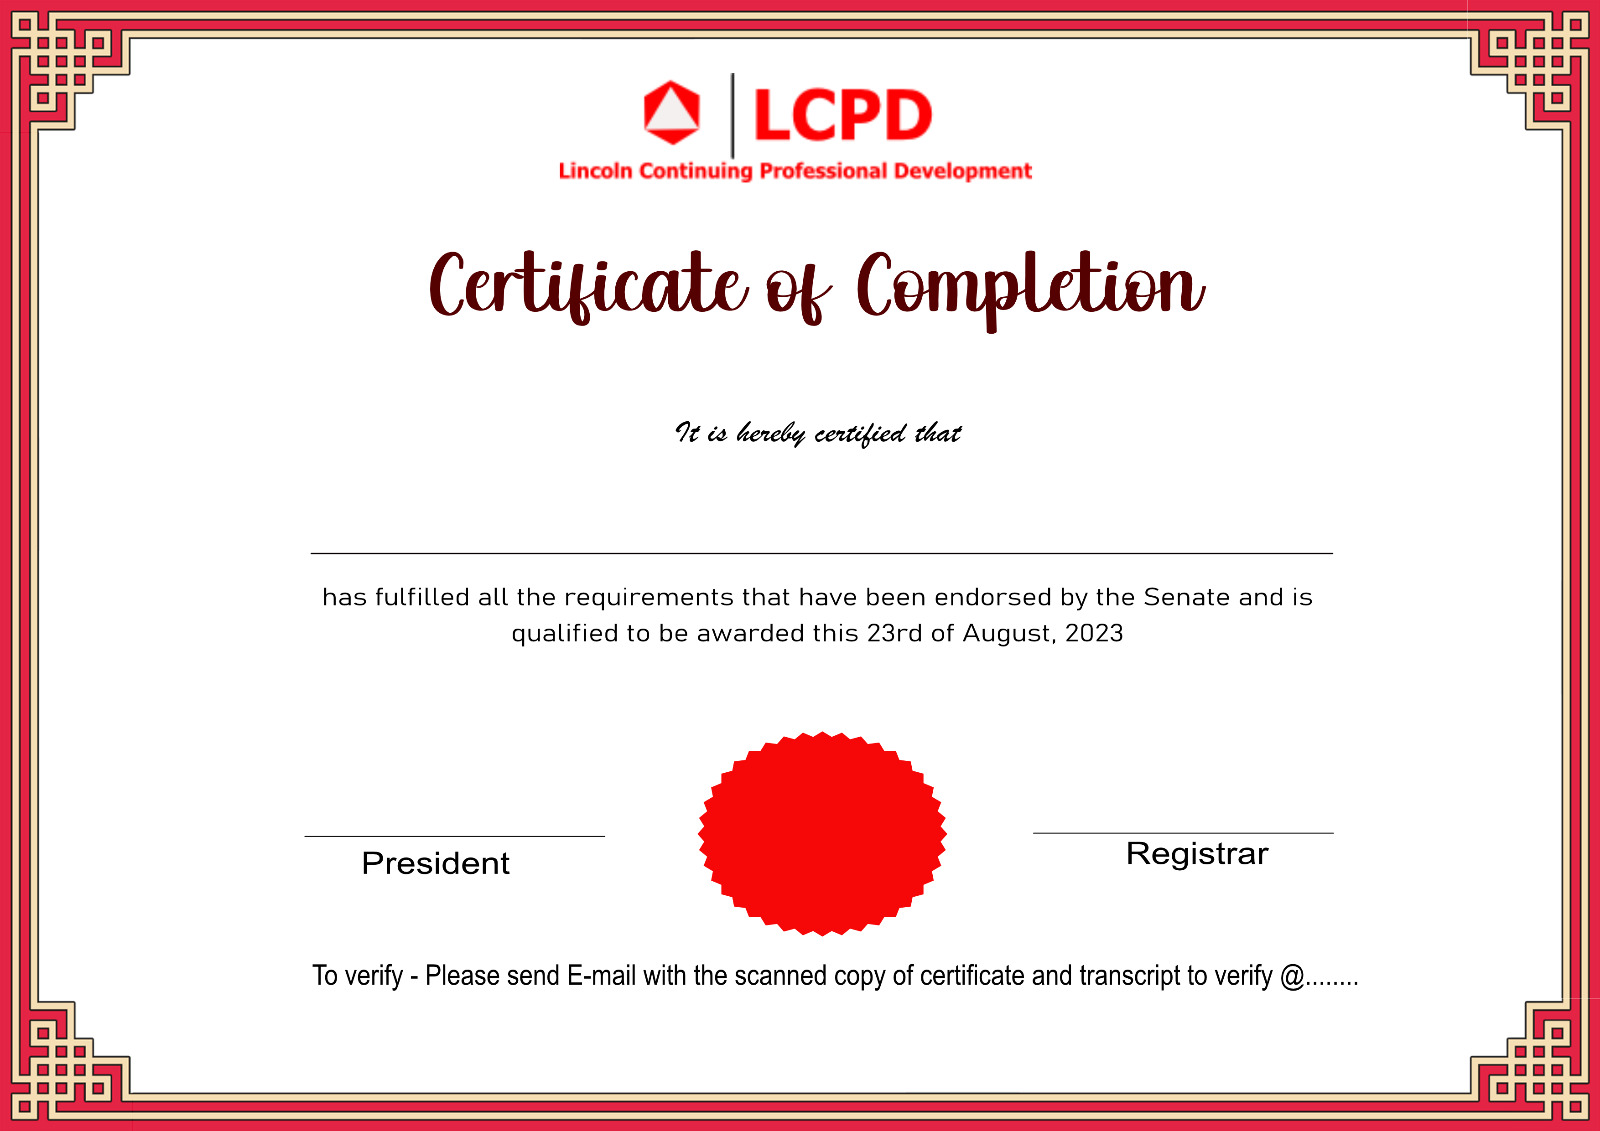 LCPD
Lincoln Continuing Professional Development
Certificate of Completion
It is hereby certified that
has fulfilled all the requirements that have been endorsed by the Senate and is
qualified to be awarded this 23rd of August, 2023
President
Registrar
To verify - Please send E-mail with the scanned copy of certificate and transcript to verify @........